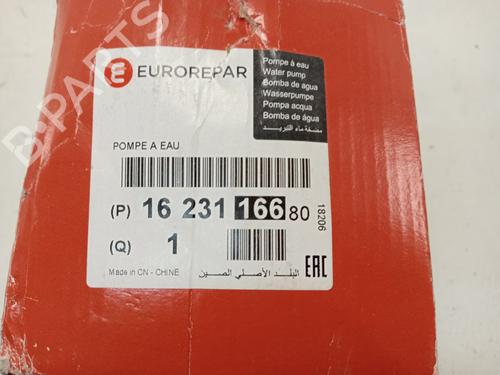 EUROREPAR
Pompe à eau
Water pump
Bomba de agua
Wasserpumpe
Pompa acqua
Bomba de água
مضخة ماء التبريد
POMPE A EAU
(P) 16 231 166 80
18206
(Q) 1
Made in CN - CHINE
البلد الأصلي الصين
EAC
B-PARTS